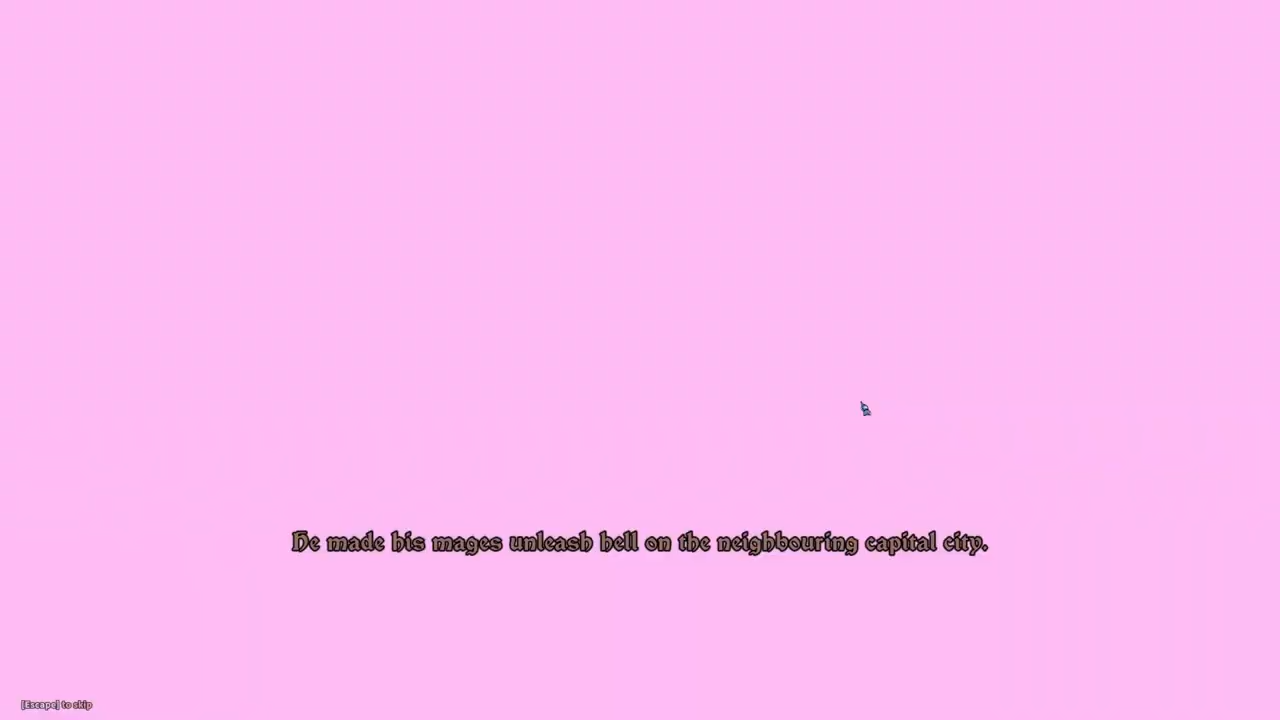 He made his mages unleash hell on the neighbouring capital city.
[Escape] to skip